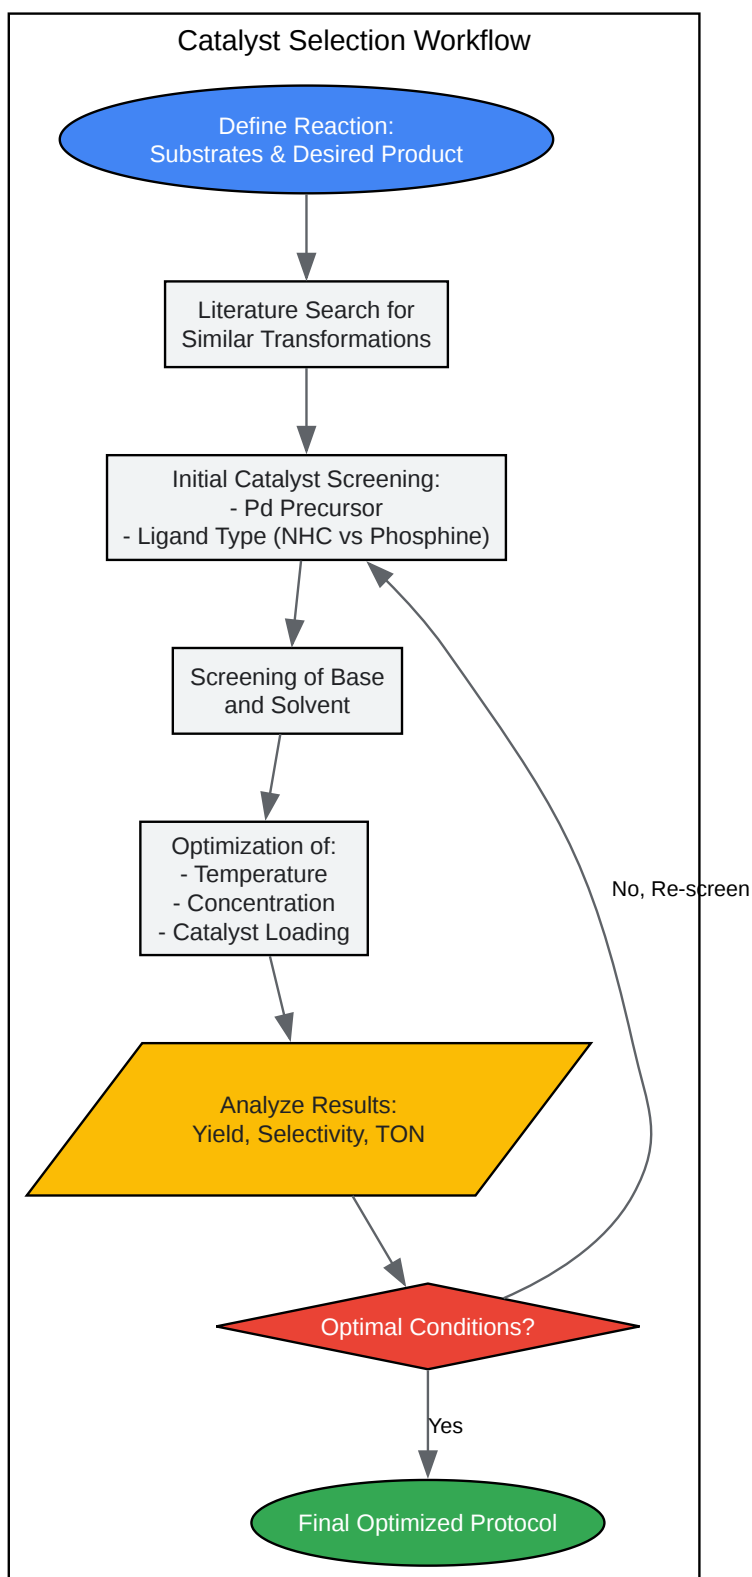 Catalyst Selection Workflow
Define Reaction:
Substrates & Desired Product
Literature Search for
Similar Transformations
Initial Catalyst Screening:
- Pd Precursor
- Ligand Type (NHC vs Phosphine)
Screening of Base
and Solvent
Optimization of:
- Temperature
- Concentration
- Catalyst Loading
No, Re-screen
Analyze Results:
Yield, Selectivity, TON
Optimal Conditions?
Yes
Final Optimized Protocol